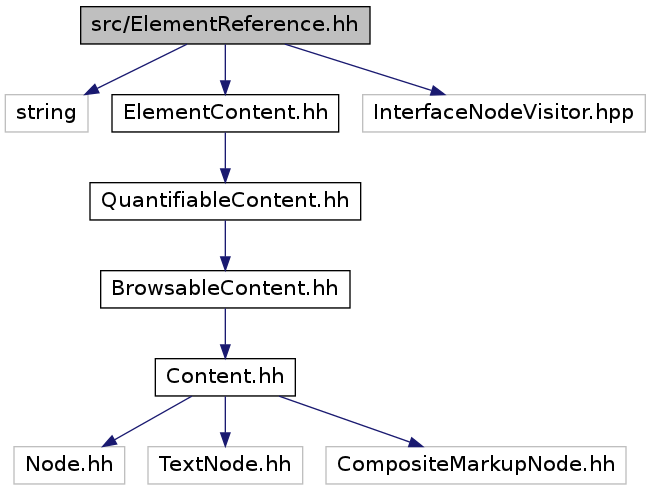 src/ElementReference.hh
string
ElementContent.hh
InterfaceNodeVisitor.hpp
QuantifiableContent.hh
BrowsableContent.hh
Content.hh
Node.hh
TextNode.hh
CompositeMarkupNode.hh